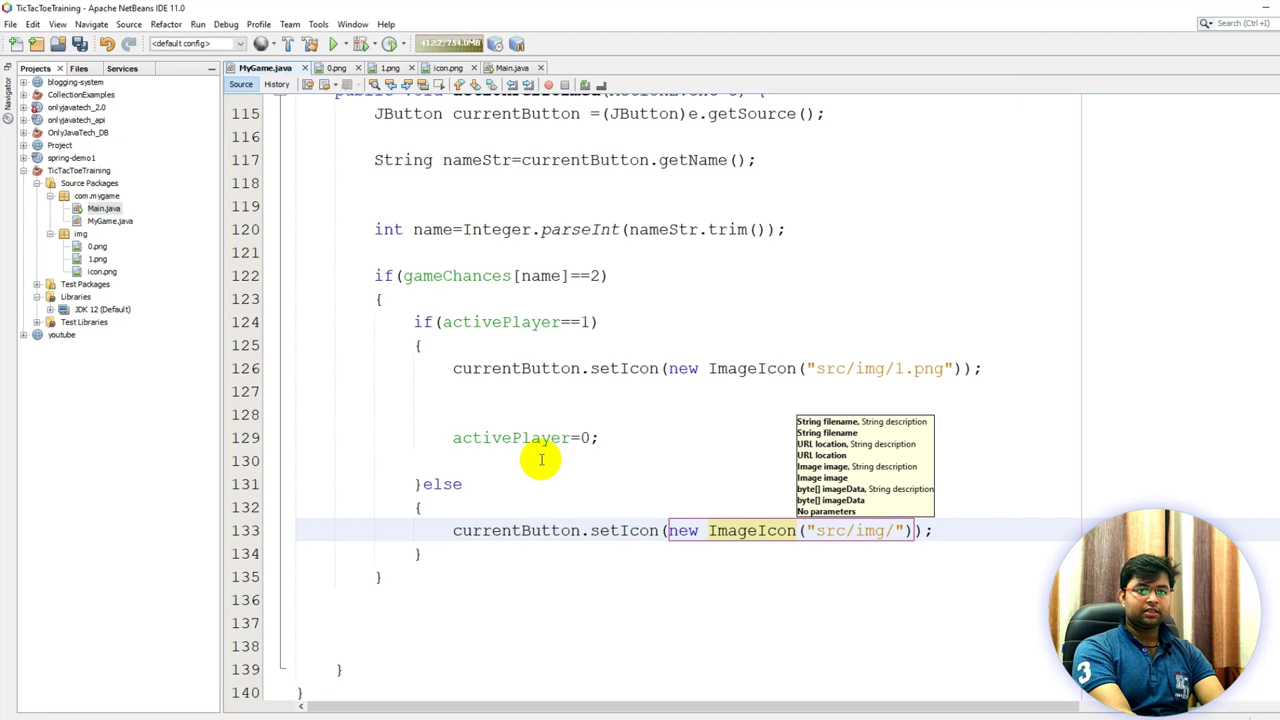 TicTacToeTraining - Apache NetBeans IDE 11.0
File Edit View Navigate Source Refactor Run Debug Profile Team Tools Window Help
Search (Ctrl+I)
<default config>
412.2/754.0MB
Projects Files Services
MyGame.java 0.png 1.png icon.png Main.java
Source History
Navigator
blogging-system
CollectionExamples
onlyjavatech_2.0
onlyjavatech_api
OnlyJavaTech_DB
Project
spring-demo1
TicTacToeTraining
Source Packages
com.mygame
Main.java
MyGame.java
img
0.png
1.png
icon.png
Test Packages
Libraries
JDK 12 (Default)
Test Libraries
youtube
115 JButton currentButton =(JButton)e.getSource();
116
117 String nameStr=currentButton.getName();
118
119
120 int name=Integer.parseInt(nameStr.trim());
121
122 if(gameChances[name]==2)
123 {
124 if(activePlayer==1)
125 {
126 currentButton.setIcon(new ImageIcon("src/img/1.png"));
127
128
129 activePlayer=0;
130
131 }else
132 {
133 currentButton.setIcon(new ImageIcon("src/img/"));
134 }
135 }
136
137
138
139 }
140 }
String filename, String description
String filename
URL location, String description
URL location
Image image, String description
Image image
byte[] imageData, String description
byte[] imageData
No parameters
3